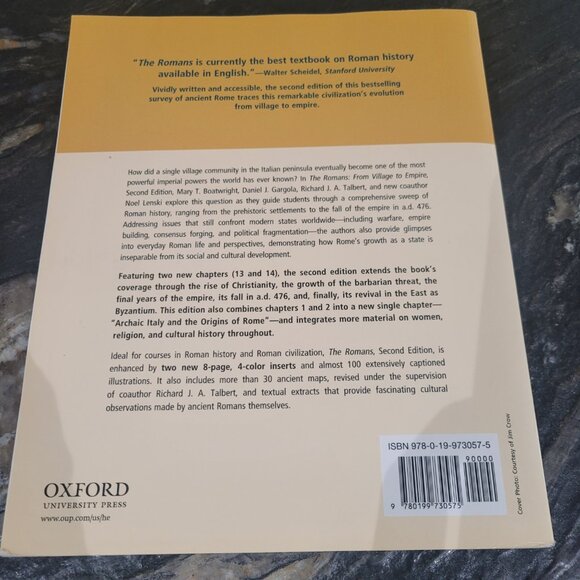 "The Romans is currently the best textbook on Roman history
available in English."—Walter Scheidel, Stanford University
Vividly written and accessible, the second edition of this bestselling
survey of ancient Rome traces this remarkable civilization's evolution
from village to empire.
How did a single village community in the Italian peninsula eventually become one of the most
powerful imperial powers the world has ever known? In The Romans: From Village to Empire,
Second Edition, Mary T. Boatwright, Daniel J. Gargola, Richard J. A. Talbert, and new coauthor
Noel Lenski explore this question as they guide students through a comprehensive sweep of
Roman history, ranging from the prehistoric settlements to the fall of the empire in a.d. 476.
Addressing issues that still confront modern states worldwide—including warfare, empire
building, consensus forging, and political fragmentation—the authors also provide glimpses
into everyday Roman life and perspectives, demonstrating how Rome's growth as a state is
inseparable from its social and cultural development.
Featuring two new chapters (13 and 14), the second edition extends the book's
coverage through the rise of Christianity, the growth of the barbarian threat, the
final years of the empire, its fall in a.d. 476, and, finally, its revival in the East as
Byzantium. This edition also combines chapters 1 and 2 into a new single chapter—
"Archaic Italy and the Origins of Rome"—and integrates more material on women,
religion, and cultural history throughout.
Ideal for courses in Roman history and Roman civilization, The Romans, Second Edition, is
enhanced by two new 8-page, 4-color inserts and almost 100 extensively captioned
illustrations. It also includes more than 30 ancient maps, revised under the supervision
of coauthor Richard J. A. Talbert, and textual extracts that provide fascinating cultural
observations made by ancient Romans themselves.
ISBN 978-0-19-973057-5
90000
9 780199 730575
OXFORD
UNIVERSITY PRESS
www.oup.com/us/he
Cover Photo: Courtesy of Jim Crow